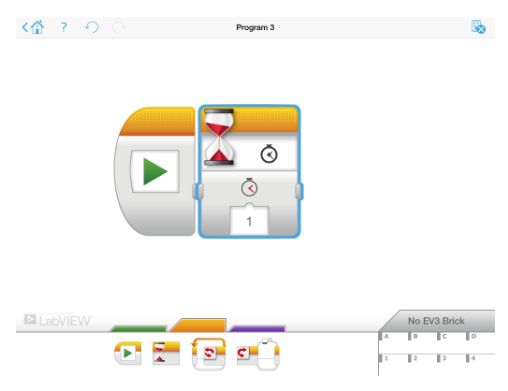 ?
Program 3
1
LabVIEW
No EV3 Brick
A B C D
1 2 3 4